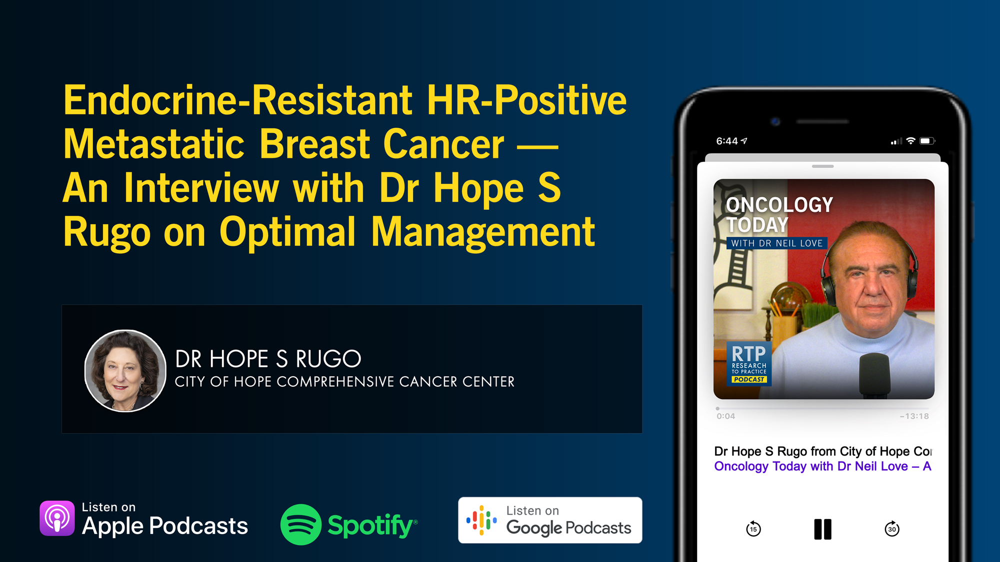 Endocrine-Resistant HR-Positive
Metastatic Breast Cancer —
An Interview with Dr Hope S
Rugo on Optimal Management
DR HOPE S RUGO
CITY OF HOPE COMPREHENSIVE CANCER CENTER
Listen on
Apple Podcasts
Spotify®
Listen on
Google Podcasts
6:44
ONCOLOGY
TODAY
WITH DR NEIL LOVE
RTP
RESEARCH
TO PRACTICE
PODCAST
0:04
–13:18
Dr Hope S Rugo from City of Hope Cor
Oncology Today with Dr Neil Love – A
15
30